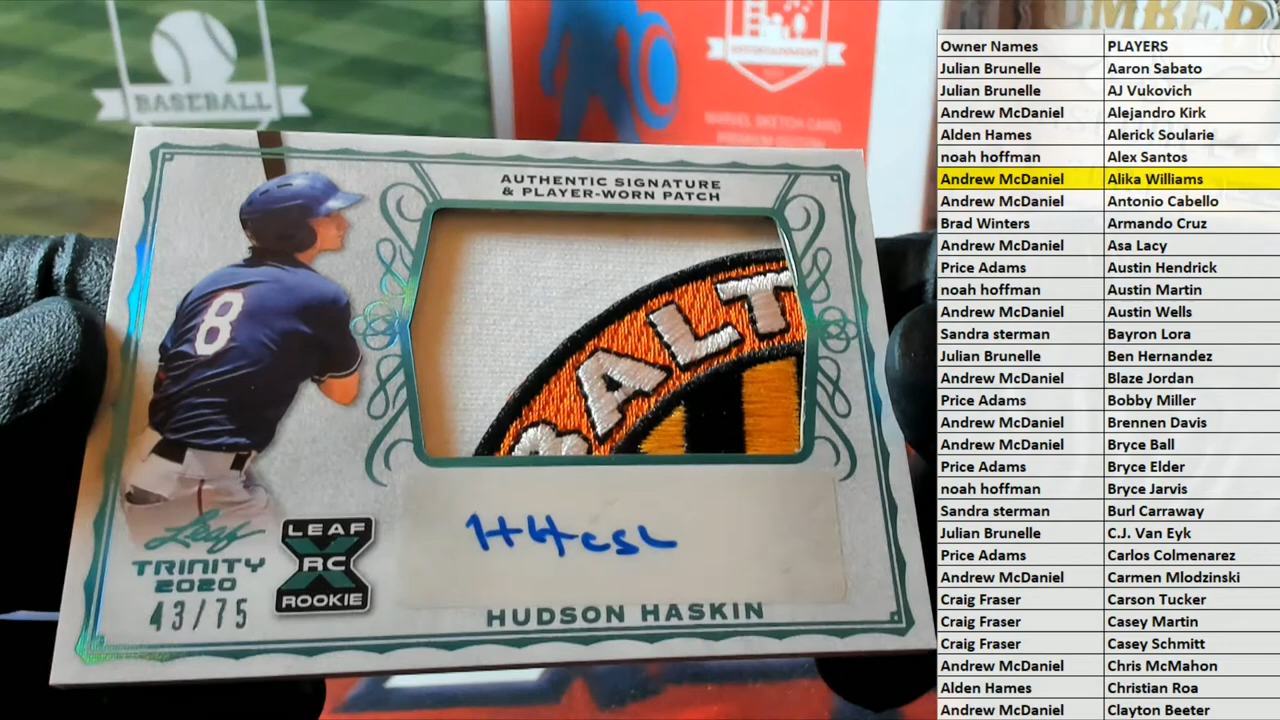 BASEBALL
ENTERTAINMENT
MARVEL SKETCH CARD
AUTHENTIC SIGNATURE
& PLAYER-WORN PATCH
8
BALT
Leaf
TRINITY
2020
43/75
LEAF
X
RC
ROOKIE
HUDSON HASKIN
Owner Names PLAYERS
Julian Brunelle Aaron Sabato
Julian Brunelle AJ Vukovich
Andrew McDaniel Alejandro Kirk
Alden Hames Alerick Soularie
noah hoffman Alex Santos
Andrew McDaniel Alika Williams
Andrew McDaniel Antonio Cabello
Brad Winters Armando Cruz
Andrew McDaniel Asa Lacy
Price Adams Austin Hendrick
noah hoffman Austin Martin
Andrew McDaniel Austin Wells
Sandra sterman Bayron Lora
Julian Brunelle Ben Hernandez
Andrew McDaniel Blaze Jordan
Price Adams Bobby Miller
Andrew McDaniel Brennen Davis
Andrew McDaniel Bryce Ball
Price Adams Bryce Elder
noah hoffman Bryce Jarvis
Sandra sterman Burl Carraway
Julian Brunelle C.J. Van Eyk
Price Adams Carlos Colmenarez
Andrew McDaniel Carmen Mlodzinski
Craig Fraser Carson Tucker
Craig Fraser Casey Martin
Craig Fraser Casey Schmitt
Andrew McDaniel Chris McMahon
Alden Hames Christian Roa
Andrew McDaniel Clayton Beeter